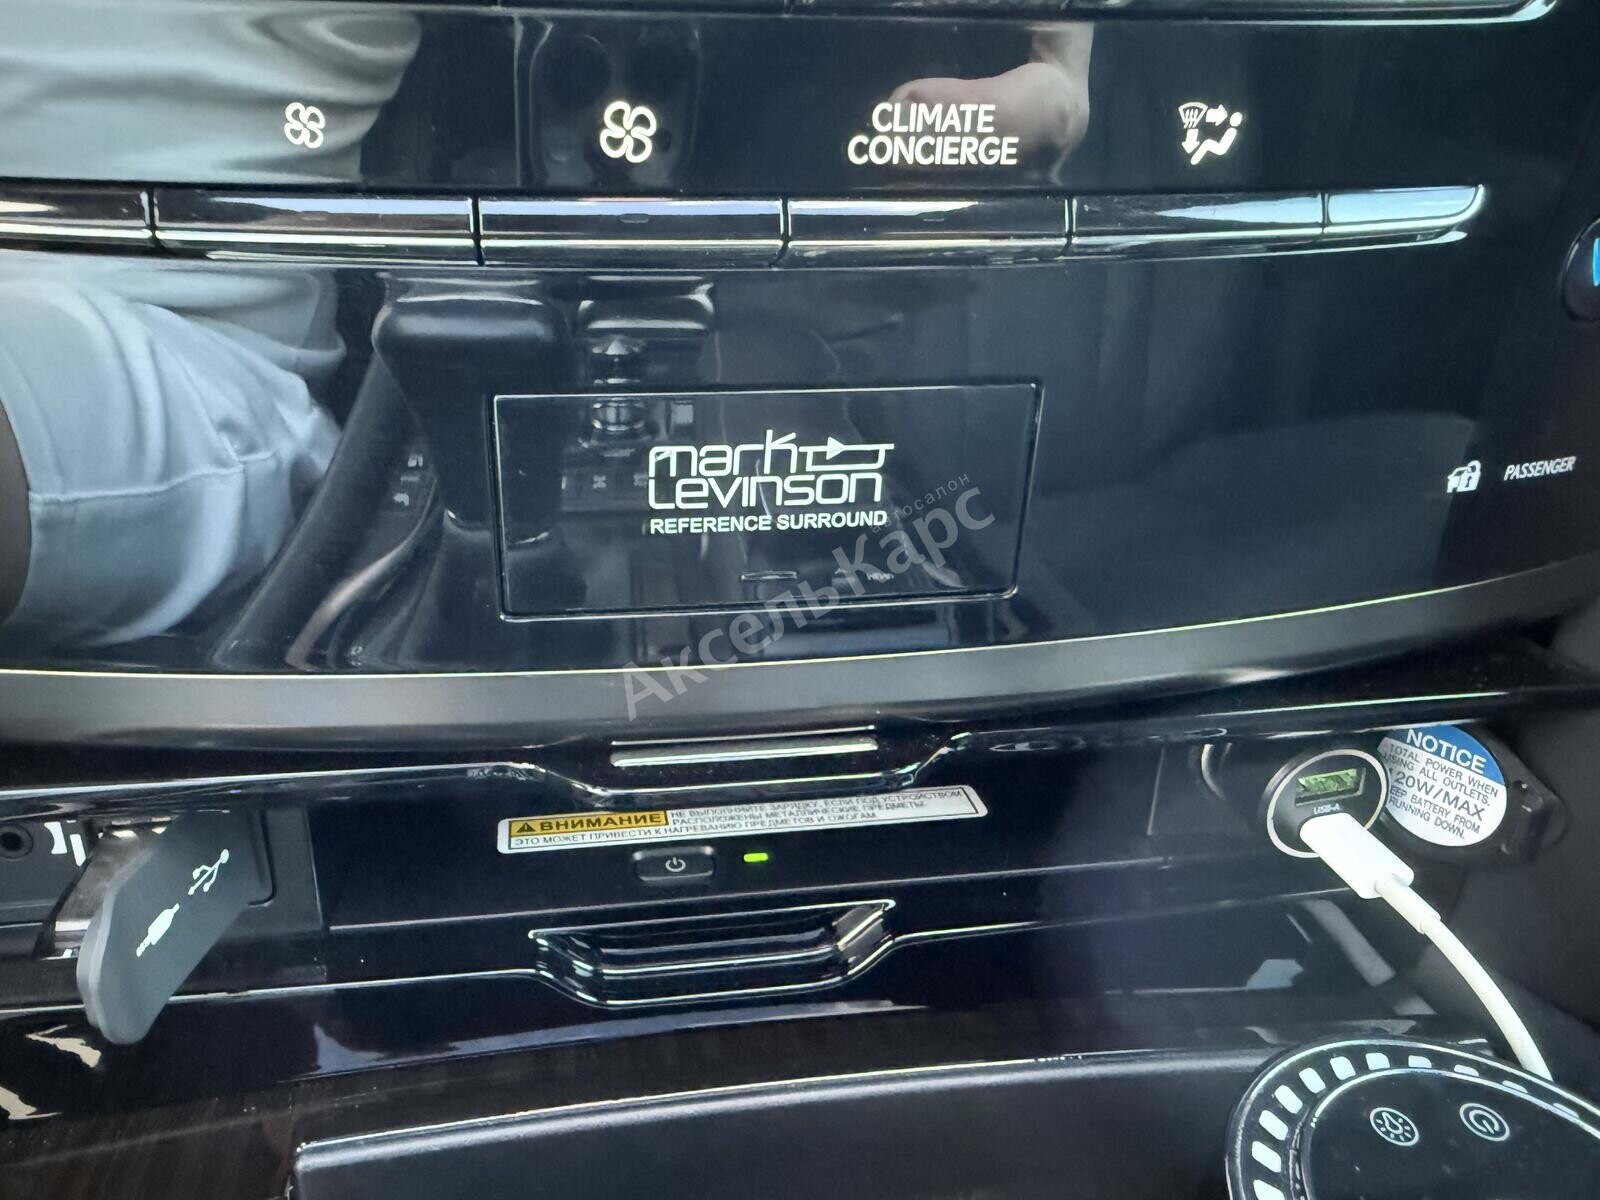 CLIMATE
CONCIERGE
mark
Levinson
REFERENCE SURROUND
PASSENGER
автосалон
АксельКарс
NOTICE
TOTAL POWER WHEN
USING ALL OUTLETS.
120W/MAX
KEEP BATTERY FROM
RUNNING DOWN.
USB-A
ВНИМАНИЕ НЕ ВЫПОЛНЯЙТЕ ЗАРЯДКУ, ЕСЛИ ПОД УСТРОЙСТВОМ
РАСПОЛОЖЕНЫ МЕТАЛЛИЧЕСКИЕ ПРЕДМЕТЫ.
ЭТО МОЖЕТ ПРИВЕСТИ К НАГРЕВАНИЮ ПРЕДМЕТОВ И ОЖОГАМ.